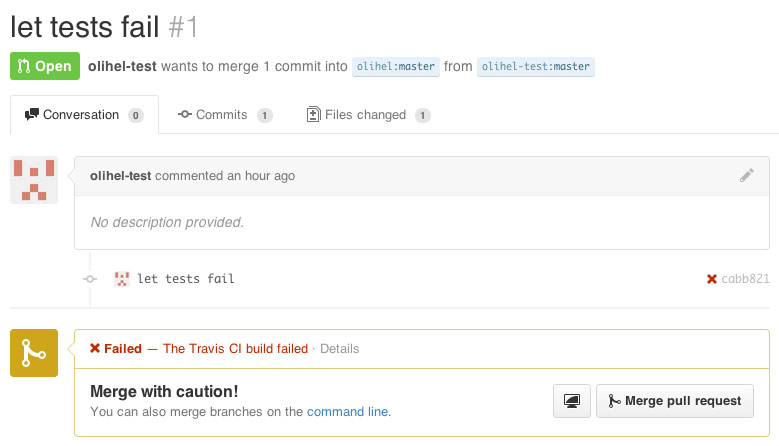 let tests fail #1
Open olihel-test wants to merge 1 commit into olihel:master from olihel-test:master
Conversation 0 Commits 1 Files changed 1
olihel-test commented an hour ago
No description provided.
let tests fail cabb821
Failed — The Travis CI build failed · Details
Merge with caution!
You can also merge branches on the command line.
Merge pull request